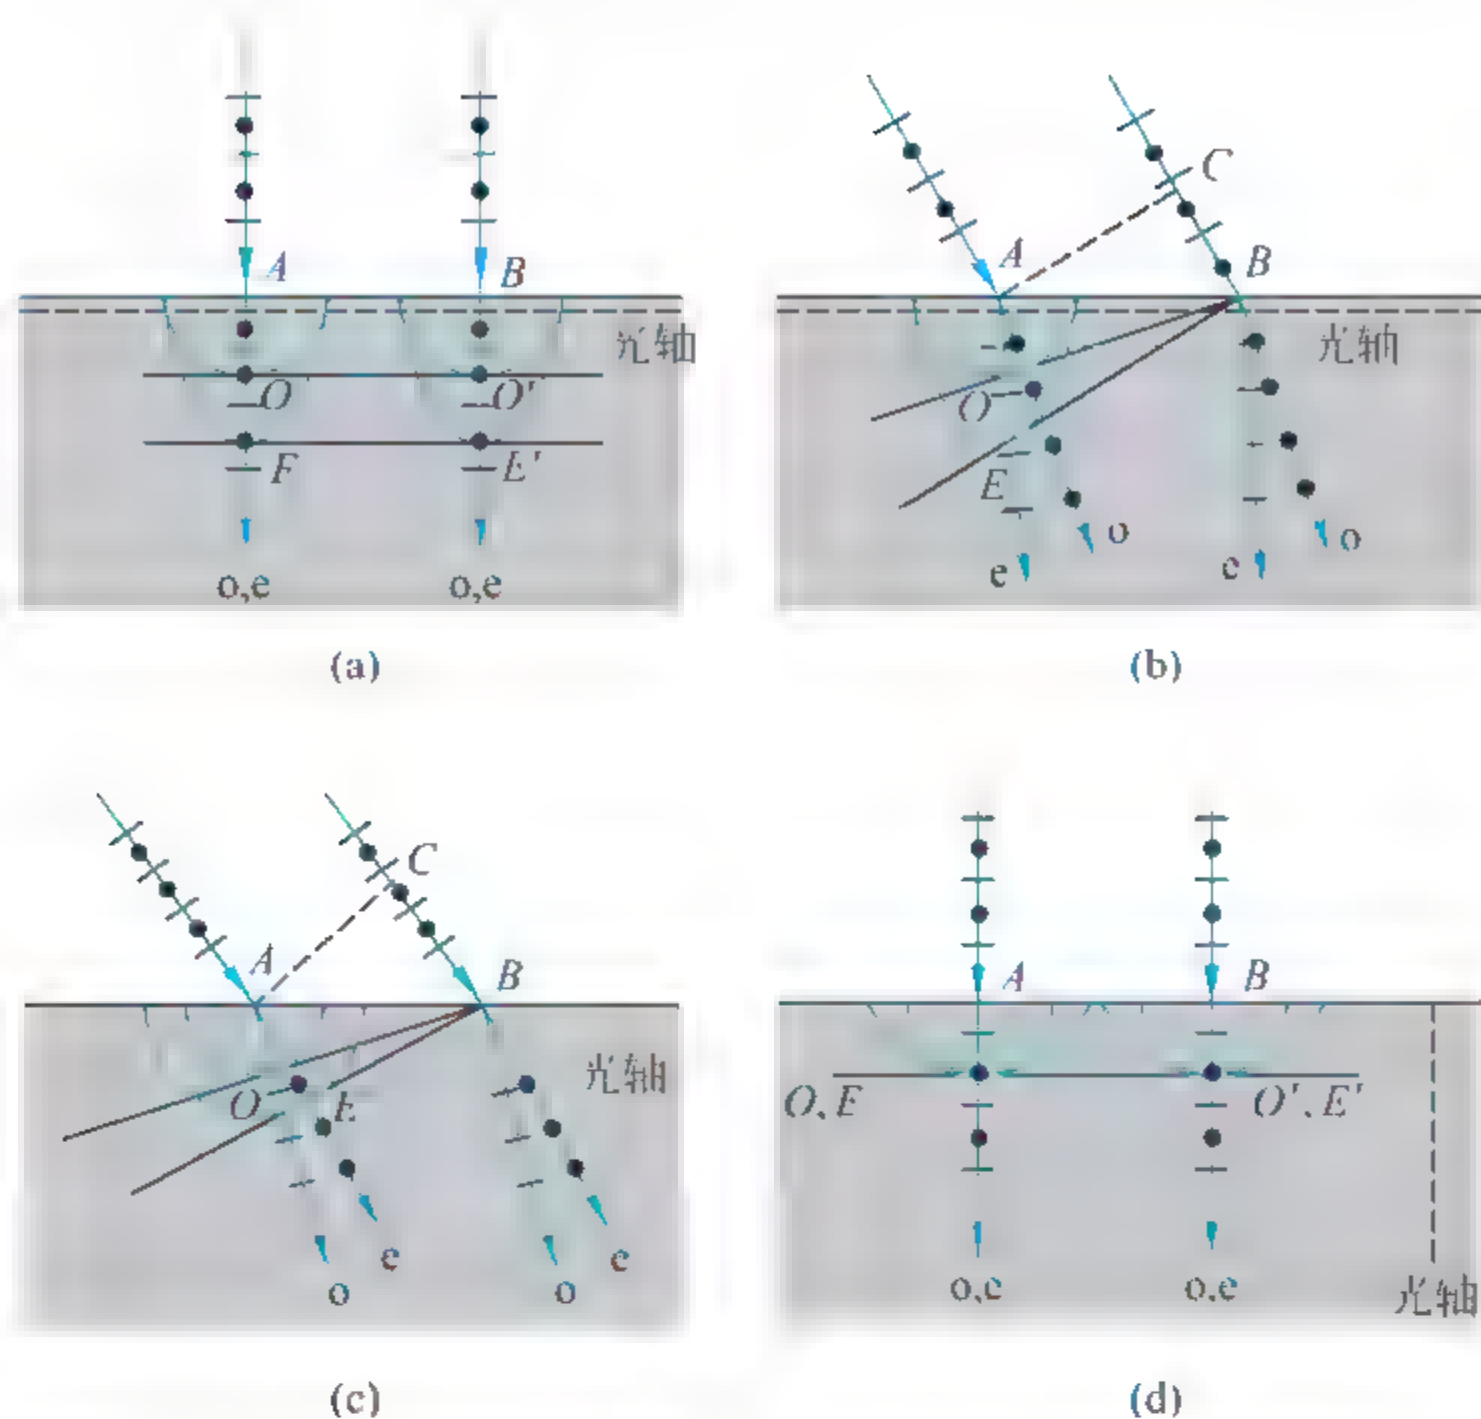 A B
光轴
O O'
F E'
o,e o,e
(a)
C
A B
光轴
O
E
o o
e e
(b)
C
A B
光轴
O E
e e
o o
(c)
A B
O、E O'、E'
o,e o,e
光轴
(d)